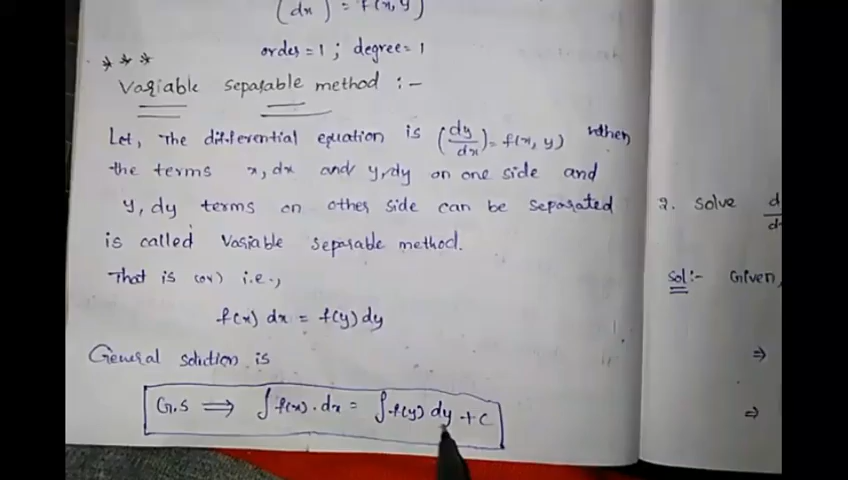 (dx) = f(x, y)
order = 1 ; degree = 1
***
Variable Separable method :-
Let, The differential equation is (dy/dx) = f(x, y) when
the terms x, dx and y, dy on one side and
y, dy terms on other side can be separated
is called Variable Separable method.
That is (or) i.e.,
f(x) dx = f(y) dy
General solution is
G.S ⟹ ∫ f(x) . dx = ∫ f(y) dy + C
2. Solve
Sol:- Given,
⇒
⇒